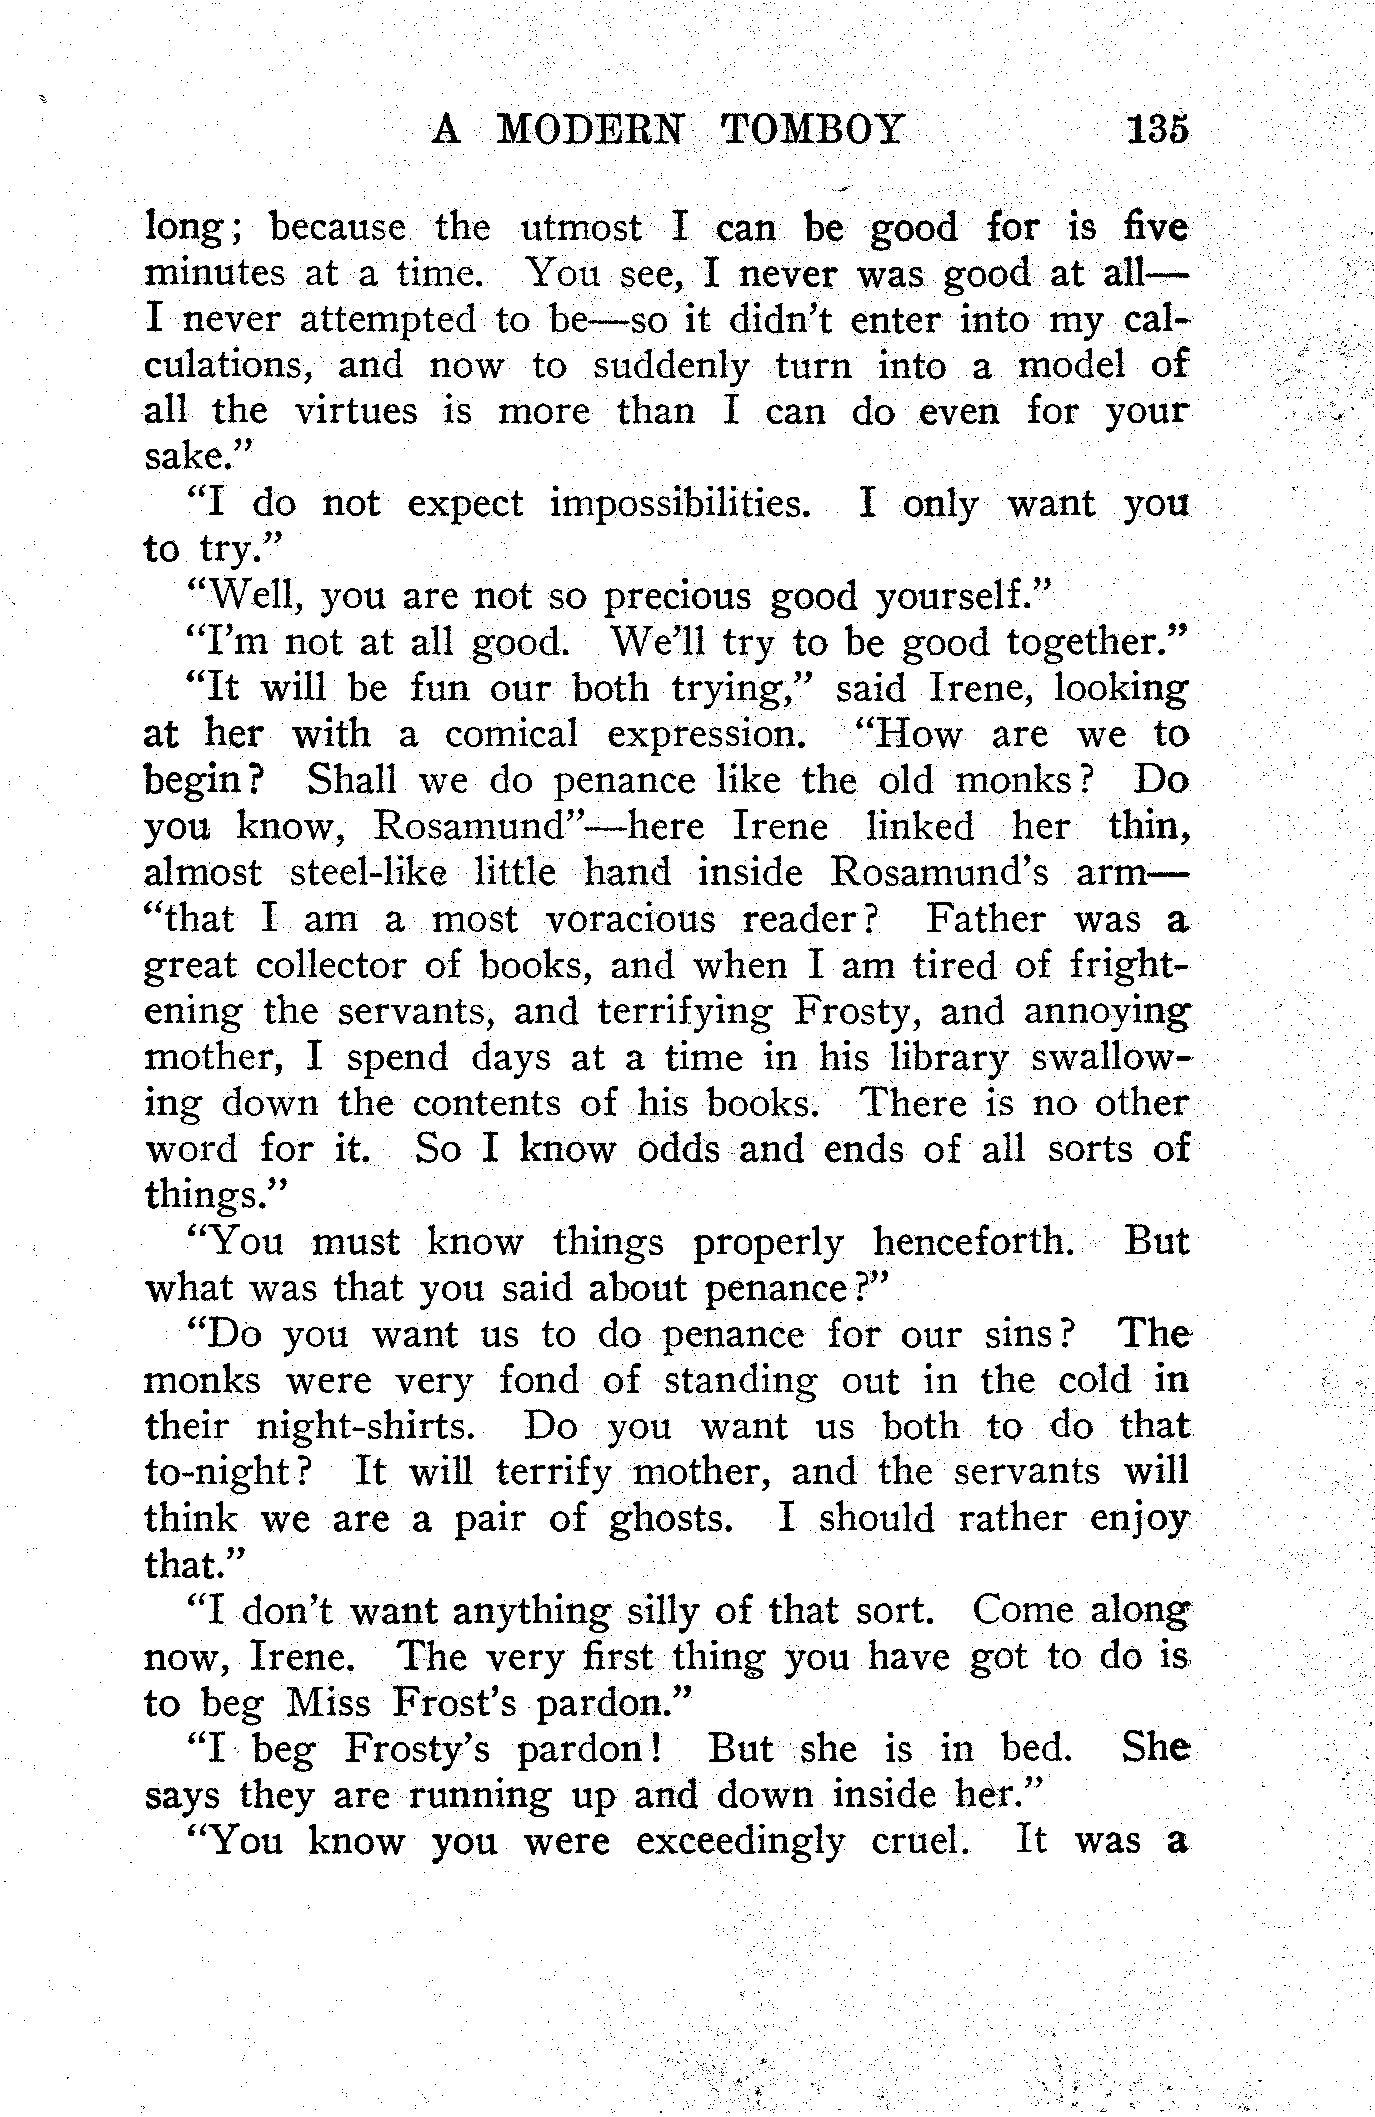 A MODERN TOMBOY 135
long; because the utmost I can be good for is five
minutes at a time. You see, I never was good at all—
I never attempted to be—so it didn't enter into my cal-
culations, and now to suddenly turn into a model of
all the virtues is more than I can do even for your
sake."
"I do not expect impossibilities. I only want you
to try."
"Well, you are not so precious good yourself."
"I'm not at all good. We'll try to be good together."
"It will be fun our both trying," said Irene, looking
at her with a comical expression. "How are we to
begin? Shall we do penance like the old monks? Do
you know, Rosamund"—here Irene linked her thin,
almost steel-like little hand inside Rosamund's arm—
"that I am a most voracious reader? Father was a
great collector of books, and when I am tired of fright-
ening the servants, and terrifying Frosty, and annoying
mother, I spend days at a time in his library swallow-
ing down the contents of his books. There is no other
word for it. So I know odds and ends of all sorts of
things."
"You must know things properly henceforth. But
what was that you said about penance?"
"Do you want us to do penance for our sins? The
monks were very fond of standing out in the cold in
their night-shirts. Do you want us both to do that
to-night? It will terrify mother, and the servants will
think we are a pair of ghosts. I should rather enjoy
that."
"I don't want anything silly of that sort. Come along
now, Irene. The very first thing you have got to do is
to beg Miss Frost's pardon."
"I beg Frosty's pardon! But she is in bed. She
says they are running up and down inside her."
"You know you were exceedingly cruel. It was a